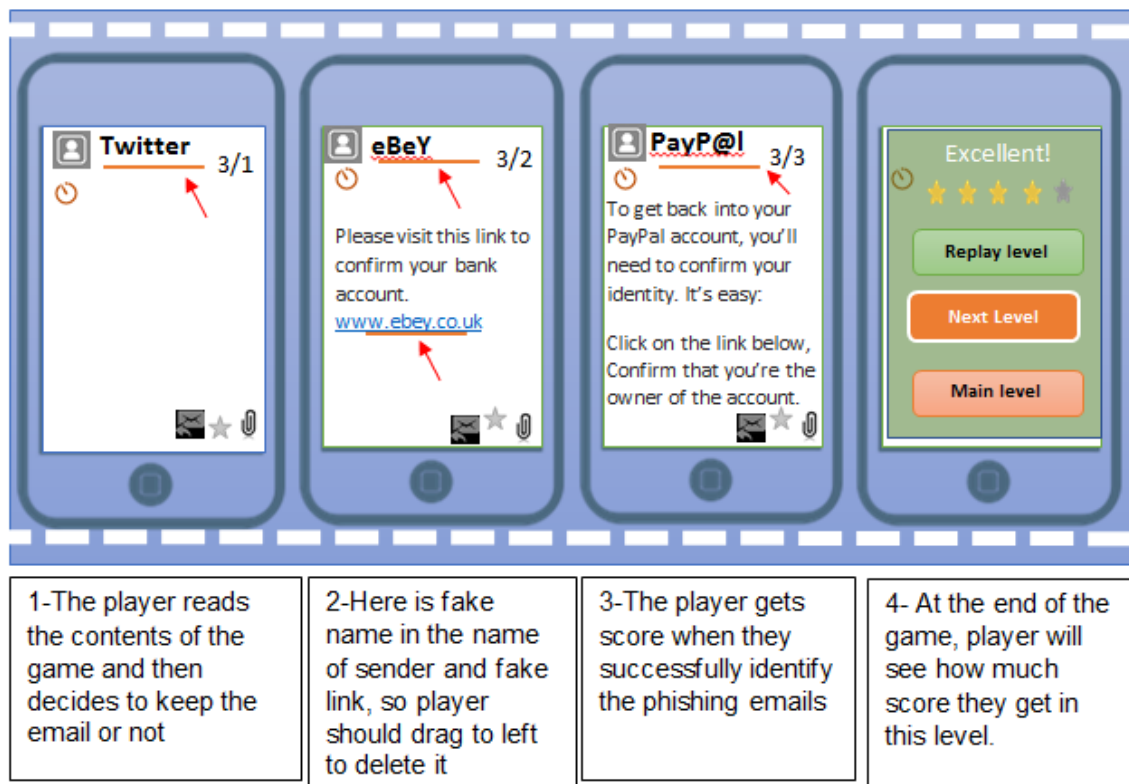 Twitter
3/1
eBeY
3/2
Please visit this link to
confirm your bank
account.
www.ebey.co.uk
PayP@l
3/3
To get back into your
PayPal account, you'll
need to confirm your
identity. It's easy:
Click on the link below,
Confirm that you're the
owner of the account.
Excellent!
Replay level
Next Level
Main level
1-The player reads
the contents of the
game and then
decides to keep the
email or not
2-Here is fake
name in the name
of sender and fake
link, so player
should drag to left
to delete it
3-The player gets
score when they
successfully identify
the phishing emails
4- At the end of the
game, player will
see how much
score they get in
this level.